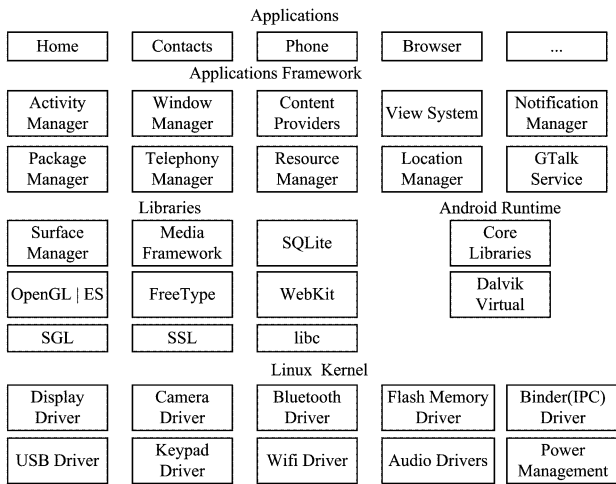 Applications
Home
Contacts
Phone
Browser
...
Applications Framework
Activity
Manager
Window
Manager
Content
Providers
View System
Notification
Manager
Package
Manager
Telephony
Manager
Resource
Manager
Location
Manager
GTalk
Service
Libraries
Surface
Manager
Media
Framework
SQLite
OpenGL | ES
FreeType
WebKit
SGL
SSL
libc
Android Runtime
Core
Libraries
Dalvik
Virtual
Linux Kernel
Display
Driver
Camera
Driver
Bluetooth
Driver
Flash Memory
Driver
Binder(IPC)
Driver
USB Driver
Keypad
Driver
Wifi Driver
Audio Drivers
Power
Management